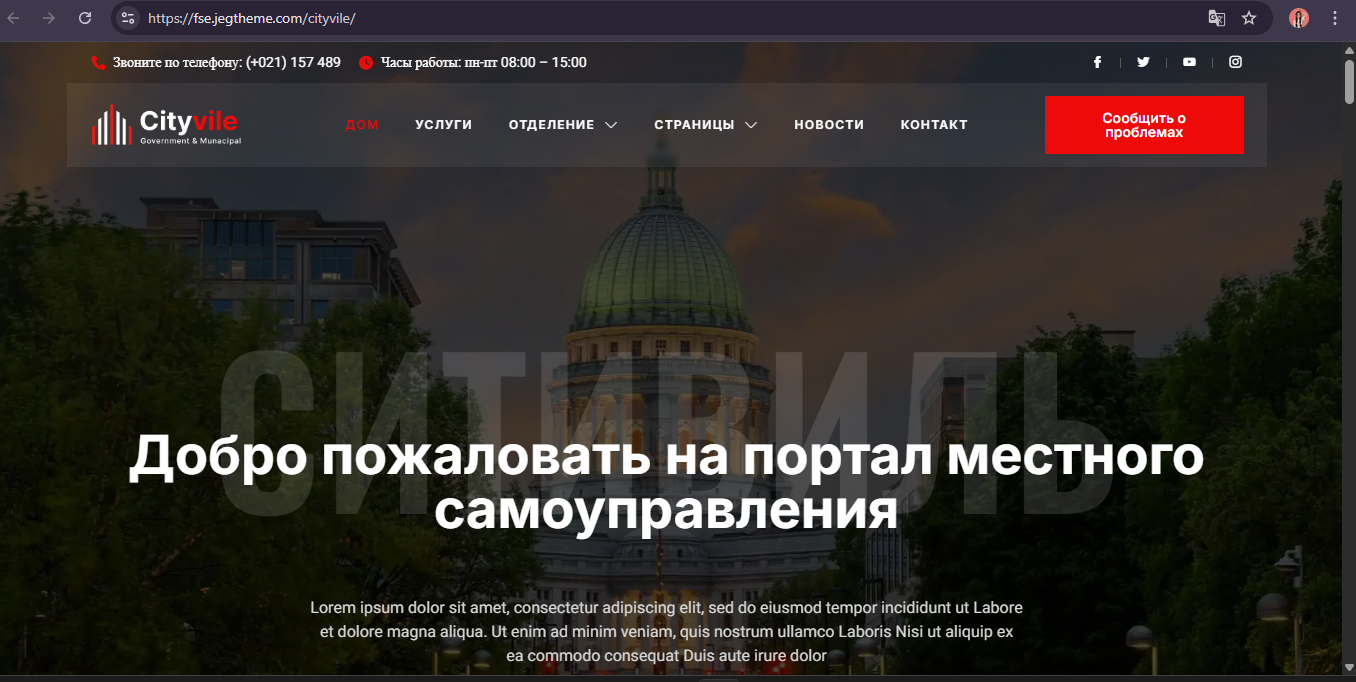 https://fse.jegtheme.com/cityvile/
Звоните по телефону: (+021) 157 489 Часы работы: пн-пт 08:00 – 15:00
Cityvile
Government & Munacipal
ДОМ УСЛУГИ ОТДЕЛЕНИЕ СТРАНИЦЫ НОВОСТИ КОНТАКТ
Сообщить о
проблемах
СИТИВИЛЬ
Добро пожаловать на портал местного
самоуправления
Lorem ipsum dolor sit amet, consectetur adipiscing elit, sed do eiusmod tempor incididunt ut Labore
et dolore magna aliqua. Ut enim ad minim veniam, quis nostrum ullamco Laboris Nisi ut aliquip ex
ea commodo consequat Duis aute irure dolor